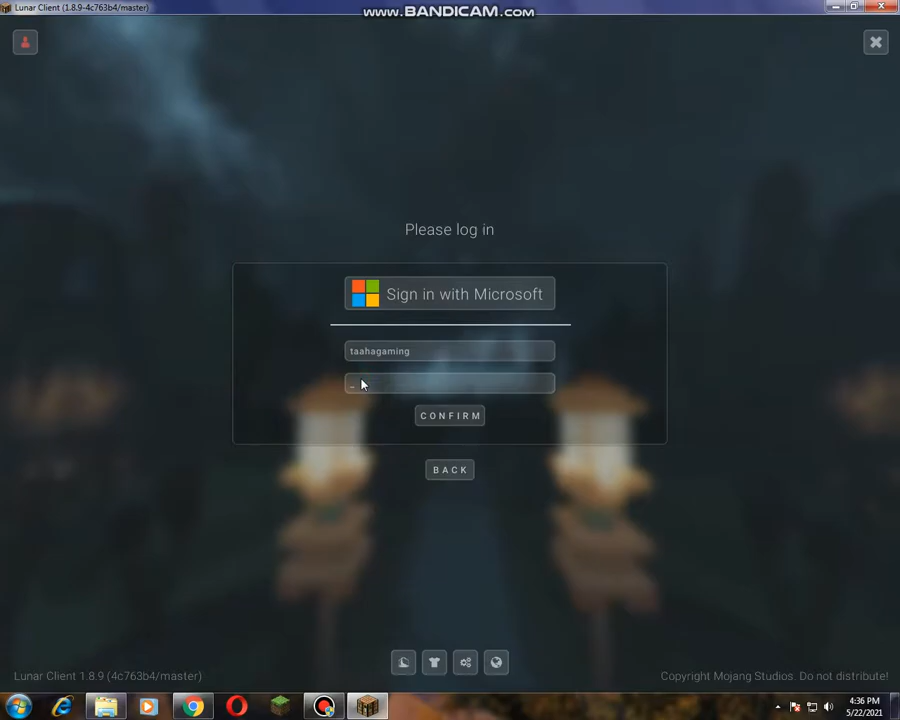 Lunar Client (1.8.9-4c763b4/master)
www.BANDICAM.com
Please log in
Sign in with Microsoft
taahagaming
_
CONFIRM
BACK
Lunar Client 1.8.9 (4c763b4/master)
Copyright Mojang Studios. Do not distribute!
4:36 PM
5/22/2021